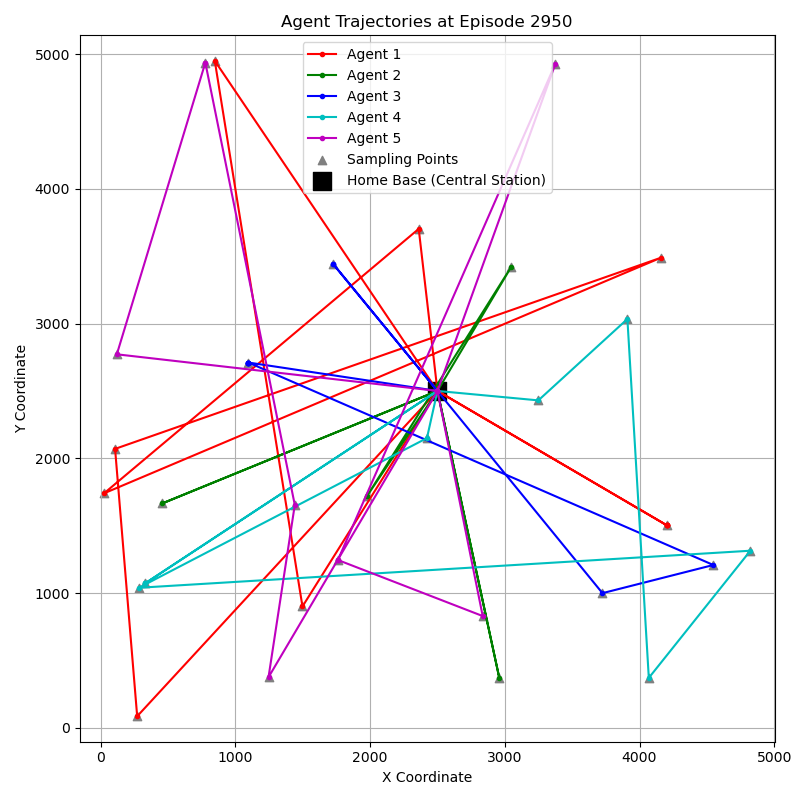 Agent Trajectories at Episode 2950
Agent 1
Agent 2
Agent 3
Agent 4
Agent 5
Sampling Points
Home Base (Central Station)
Y Coordinate
5000
4000
3000
2000
1000
0
0 1000 2000 3000 4000 5000
X Coordinate